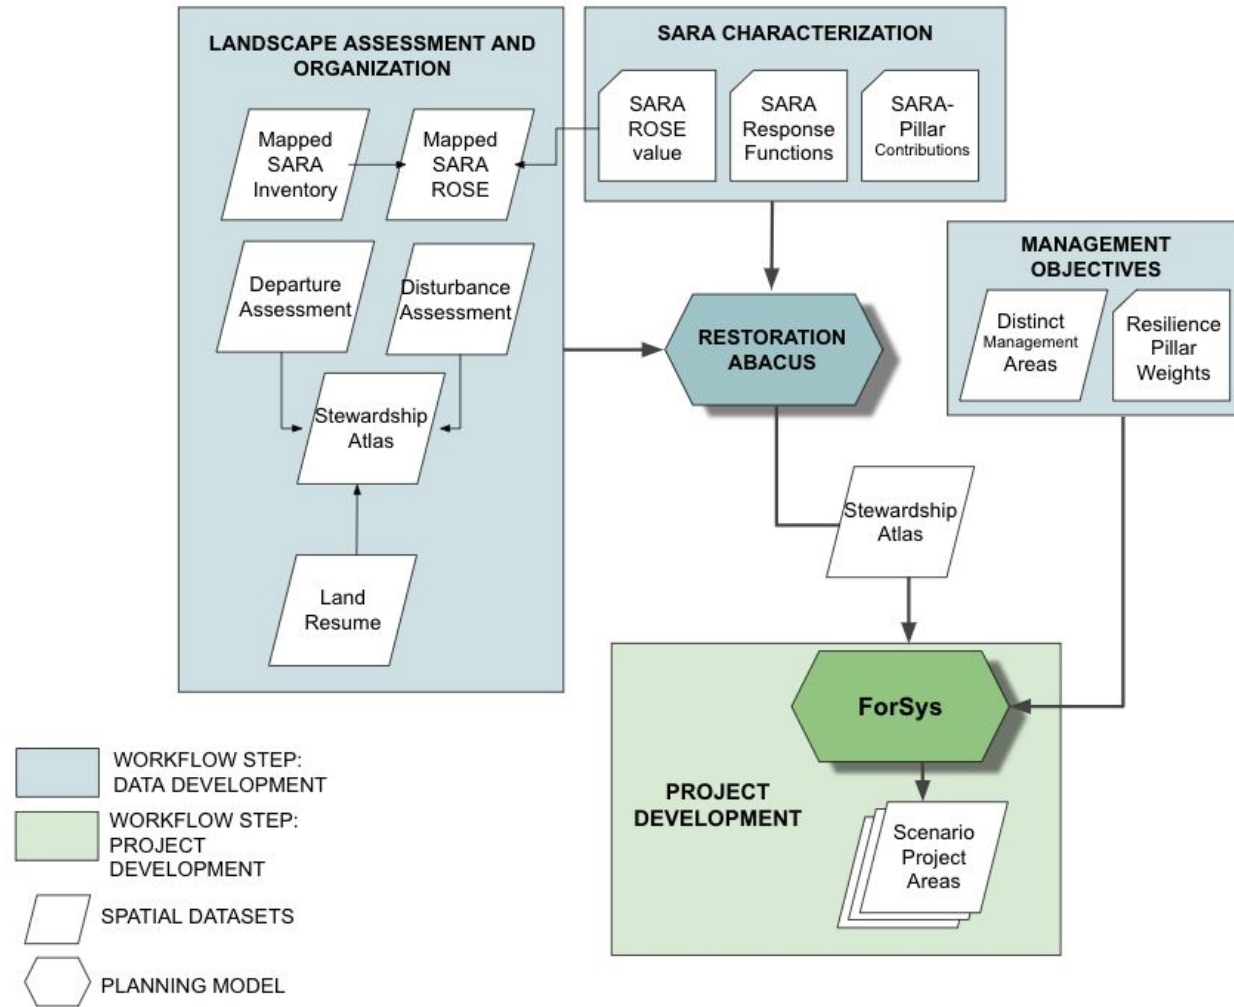 LANDSCAPE ASSESSMENT AND
ORGANIZATION
Mapped
SARA
Inventory
Mapped
SARA
ROSE
Departure
Assessment
Disturbance
Assessment
Stewardship
Atlas
Land
Resume
SARA CHARACTERIZATION
SARA
ROSE
value
SARA
Response
Functions
SARA-
Pillar
Contributions
MANAGEMENT
OBJECTIVES
Distinct
Management
Areas
Resilience
Pillar
Weights
RESTORATION
ABACUS
Stewardship
Atlas
ForSys
PROJECT
DEVELOPMENT
Scenario
Project
Areas
WORKFLOW STEP:
DATA DEVELOPMENT
WORKFLOW STEP:
PROJECT
DEVELOPMENT
SPATIAL DATASETS
PLANNING MODEL